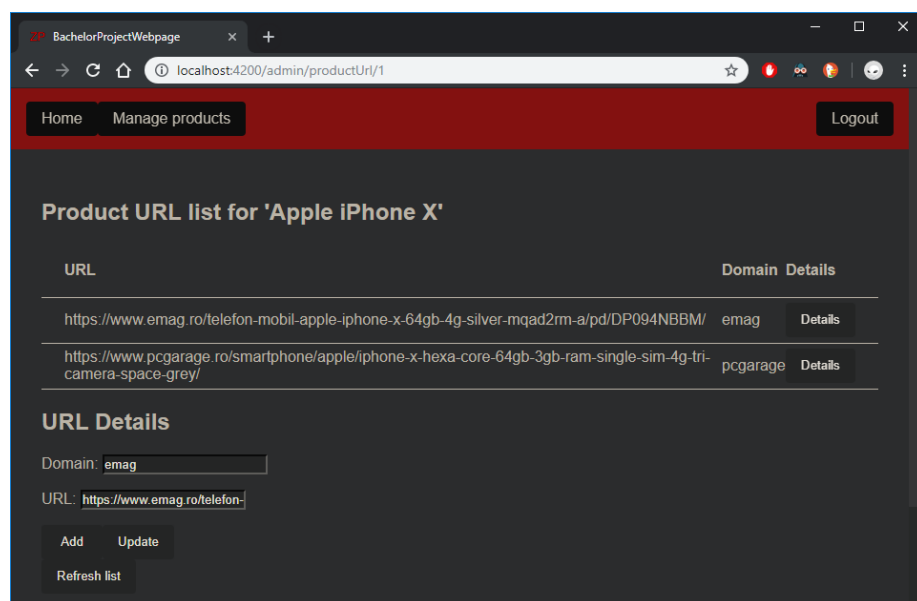 BachelorProjectWebpage
localhost:4200/admin/productUrl/1
Home Manage products Logout
Product URL list for 'Apple iPhone X'
URL Domain Details
https://www.emag.ro/telefon-mobil-apple-iphone-x-64gb-4g-silver-mqad2rm-a/pd/DP094NBBM/ emag Details
https://www.pcgarage.ro/smartphone/apple/iphone-x-hexa-core-64gb-3gb-ram-single-sim-4g-tri-
camera-space-grey/ pcgarage Details
URL Details
Domain: emag
URL: https://www.emag.ro/telefon-
Add Update
Refresh list